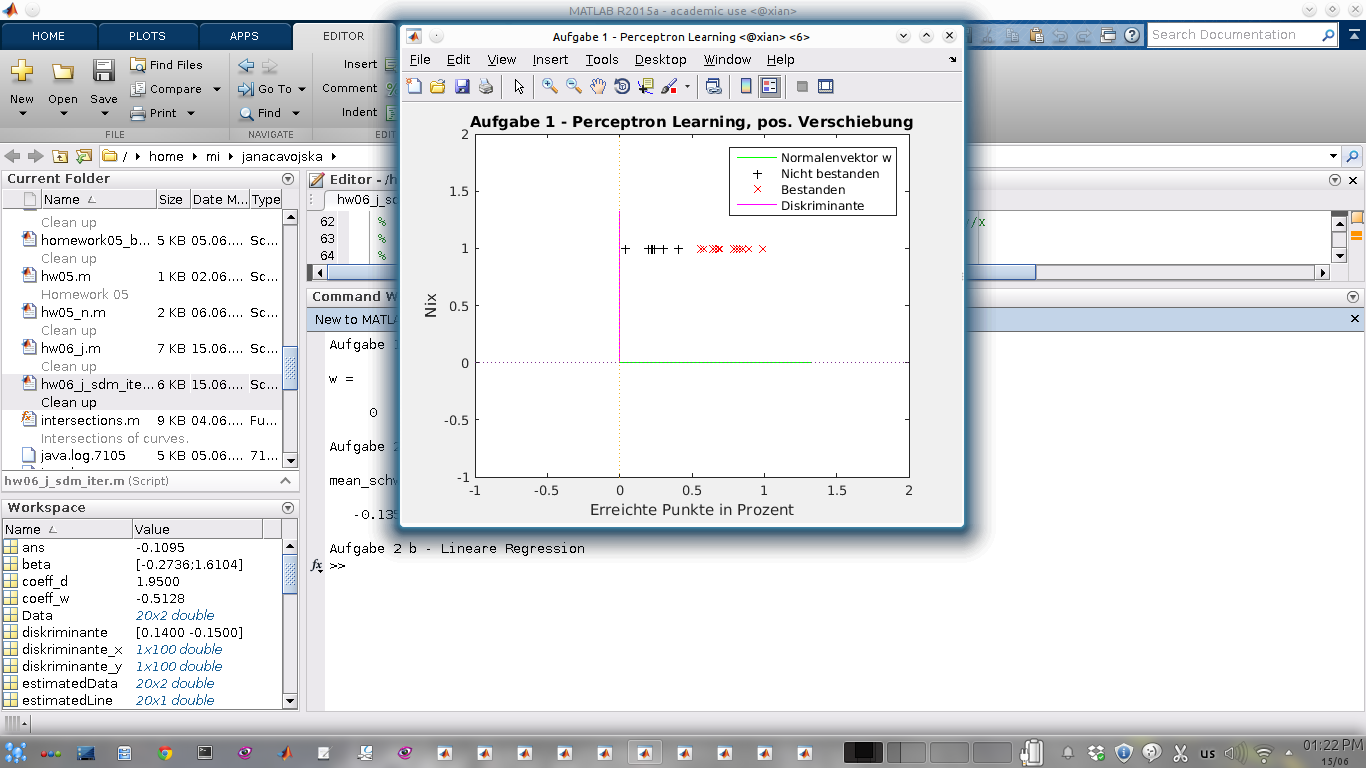 MATLAB R2015a - academic use <@xian>
HOME PLOTS APPS EDITOR
Search Documentation
New Open Save
Find Files
Compare
Print
Go To
Find
Insert
Comment
Indent
FILE NAVIGATE
/ home mi janacavojska
Current Folder
Name Size Date M... Type
Clean up
homework05_b... 5 KB 05.06.... Sc...
Clean up
hw05.m 1 KB 02.06.... Sc...
Homework 05
hw05_n.m 2 KB 06.06.... Sc...
Clean up
hw06_j.m 7 KB 15.06.... Sc...
Clean up
hw06_j_sdm_ite... 6 KB 15.06.... Sc...
Clean up
intersections.m 9 KB 04.06.... Fu...
Intersections of curves.
java.log.7105 5 KB 05.06.... 71...
hw06_j_sdm_iter.m (Script)
Workspace
Name Value
ans -0.1095
beta [-0.2736;1.6104]
coeff_d 1.9500
coeff_w -0.5128
Data 20x2 double
diskriminante [0.1400 -0.1500]
diskriminante_x 1x100 double
diskriminante_y 1x100 double
estimatedData 20x2 double
estimatedLine 20x1 double
Editor - /h
hw06_j_sd
62 %
63 %
64 %
/x
Command W
New to MATL
Aufgabe
w =
0
Aufgabe 2
mean_schw
-0.135
Aufgabe 2 b - Lineare Regression
fx >>
Aufgabe 1 - Perceptron Learning <@xian> <6>
File Edit View Insert Tools Desktop Window Help
Aufgabe 1 - Perceptron Learning, pos. Verschiebung
Normalenvektor w
Nicht bestanden
Bestanden
Diskriminante
2
1.5
1
0.5
0
-0.5
-1
Nix
-1 -0.5 0 0.5 1 1.5 2
Erreichte Punkte in Prozent
us
01:22 PM
15/06